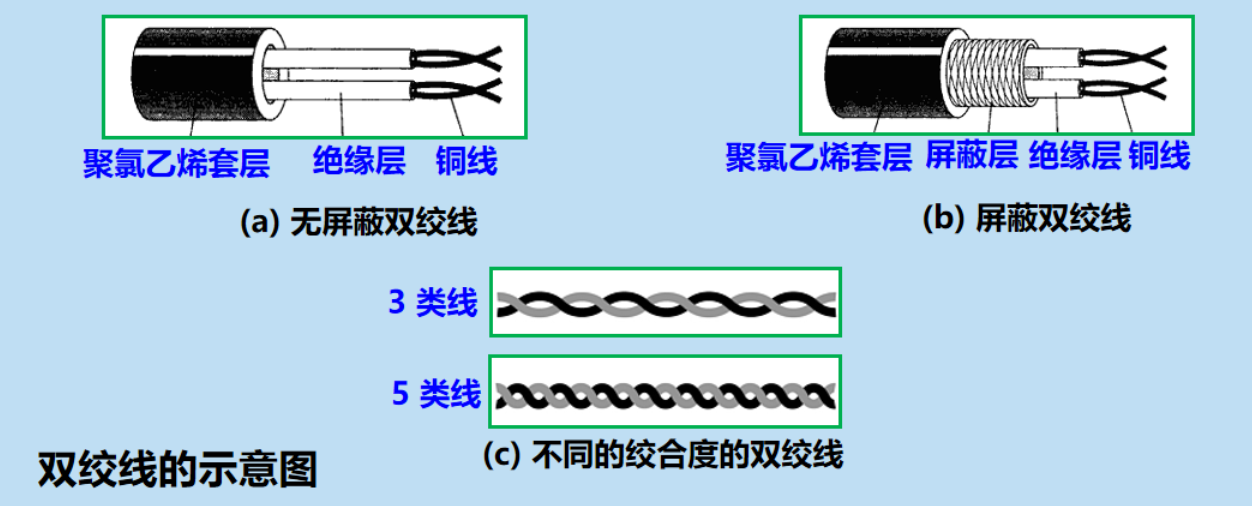 聚氯乙烯套层 绝缘层 铜线
(a) 无屏蔽双绞线
聚氯乙烯套层 屏蔽层 绝缘层 铜线
(b) 屏蔽双绞线
3 类线
5 类线
(c) 不同的绞合度的双绞线
双绞线的示意图